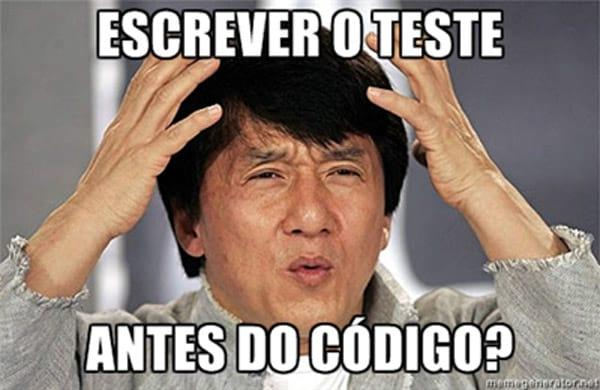 ESCREVER O TESTE
ANTES DO CÓDIGO?
memegenerator.net